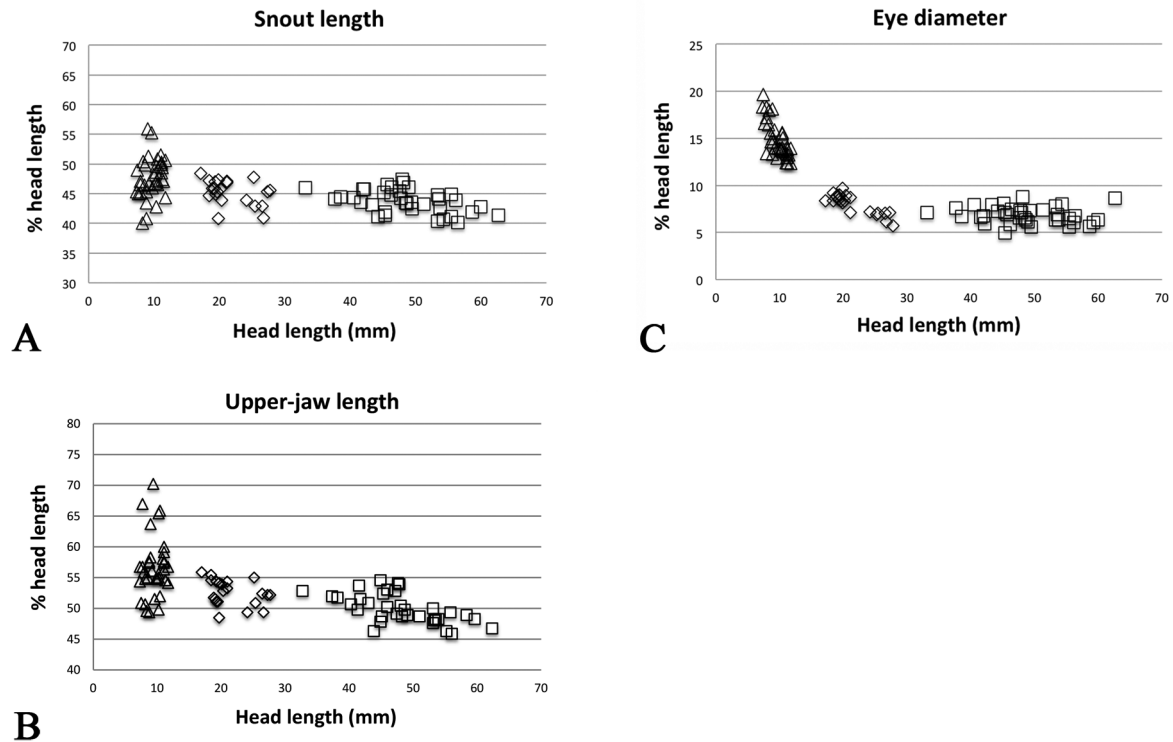 Snout length
70
65
60
55
50
45
40
35
30
% head length
0 10 20 30 40 50 60 70
Head length (mm)
A
Upper-jaw length
80
75
70
65
60
55
50
45
40
% head length
0 10 20 30 40 50 60 70
Head length (mm)
B
Eye diameter
25
20
15
10
5
0
% head length
0 10 20 30 40 50 60 70
Head length (mm)
C